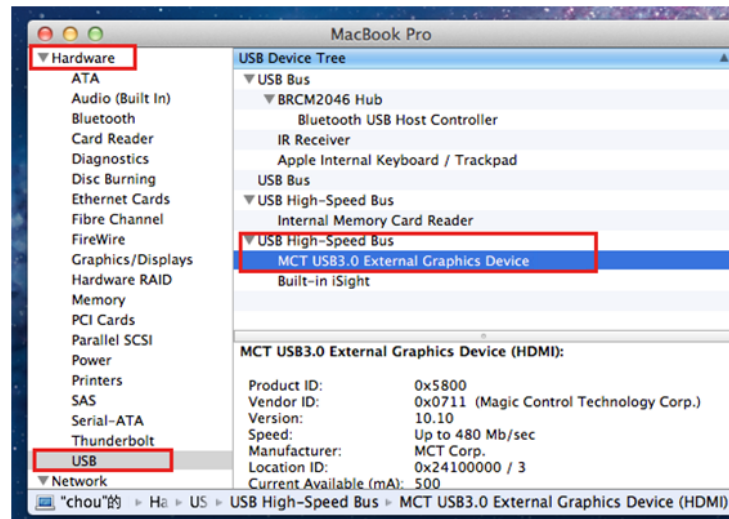 MacBook Pro
Hardware
ATA
Audio (Built In)
Bluetooth
Card Reader
Diagnostics
Disc Burning
Ethernet Cards
Fibre Channel
FireWire
Graphics/Displays
Hardware RAID
Memory
PCI Cards
Parallel SCSI
Power
Printers
SAS
Serial-ATA
Thunderbolt
USB
Network
USB Device Tree
USB Bus
BRCM2046 Hub
Bluetooth USB Host Controller
IR Receiver
Apple Internal Keyboard / Trackpad
USB Bus
USB High-Speed Bus
Internal Memory Card Reader
USB High-Speed Bus
MCT USB3.0 External Graphics Device
Built-in iSight
MCT USB3.0 External Graphics Device (HDMI):
Product ID: 0x5800
Vendor ID: 0x0711 (Magic Control Technology Corp.)
Version: 10.10
Speed: Up to 480 Mb/sec
Manufacturer: MCT Corp.
Location ID: 0x24100000 / 3
Current Available (mA): 500
"chou"的 ▸ Ha ▸ US ▸ USB High-Speed Bus ▸ MCT USB3.0 External Graphics Device (HDMI)